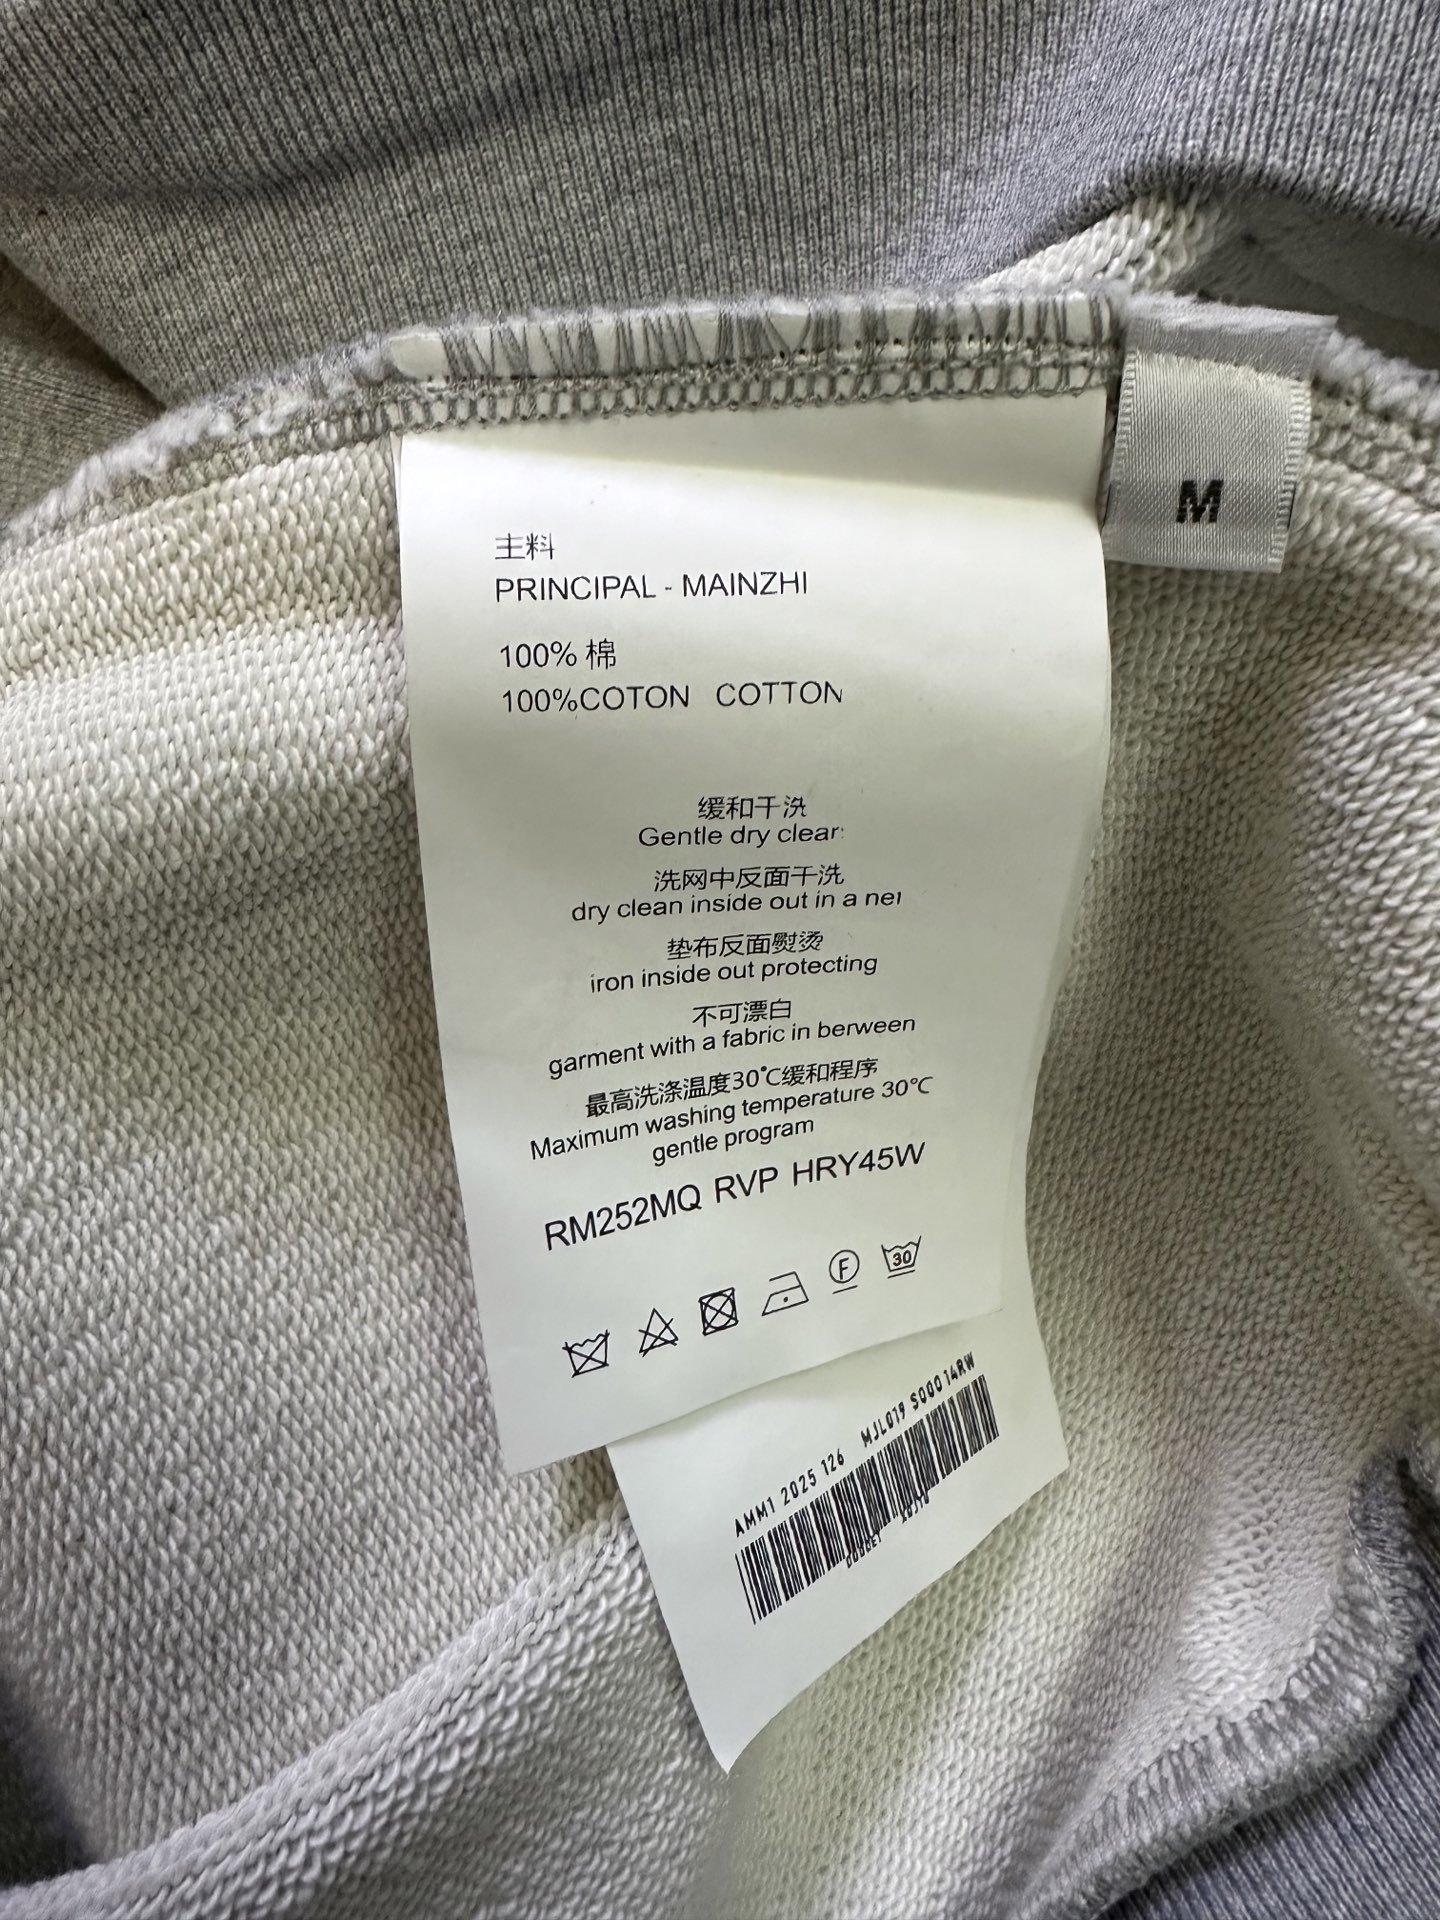 M
主料
PRINCIPAL - MAINZHI
100% 棉
100%COTON COTTON
缓和干洗
Gentle dry clean
洗网中反面干洗
dry clean inside out in a net
垫布反面熨烫
iron inside out protecting
不可漂白
garment with a fabric in berween
最高洗涤温度30℃缓和程序
Maximum washing temperature 30℃
gentle program
RM252MQ RVP HRY45W
F 30
AMM1 2025 126 MJL019 S00014RW